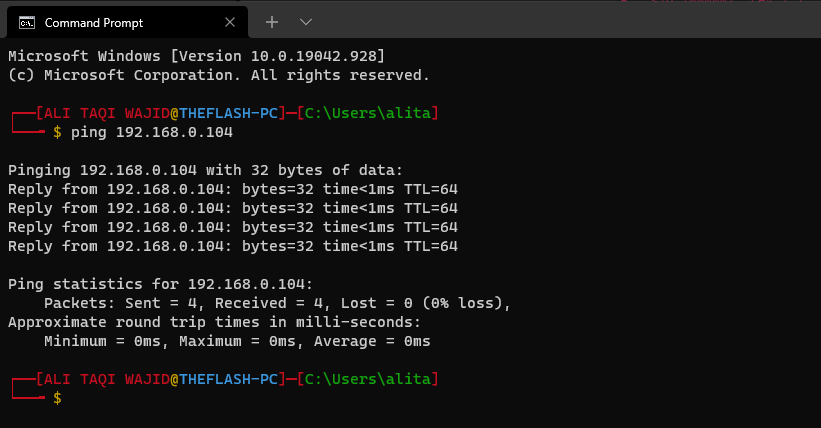 Command Prompt
Microsoft Windows [Version 10.0.19042.928]
(c) Microsoft Corporation. All rights reserved.
┌──[ALI TAQI WAJID@THEFLASH-PC]─[C:\Users\alita]
└──╼ $ ping 192.168.0.104
Pinging 192.168.0.104 with 32 bytes of data:
Reply from 192.168.0.104: bytes=32 time<1ms TTL=64
Reply from 192.168.0.104: bytes=32 time<1ms TTL=64
Reply from 192.168.0.104: bytes=32 time<1ms TTL=64
Reply from 192.168.0.104: bytes=32 time<1ms TTL=64
Ping statistics for 192.168.0.104:
    Packets: Sent = 4, Received = 4, Lost = 0 (0% loss),
Approximate round trip times in milli-seconds:
    Minimum = 0ms, Maximum = 0ms, Average = 0ms
┌──[ALI TAQI WAJID@THEFLASH-PC]─[C:\Users\alita]
└──╼ $